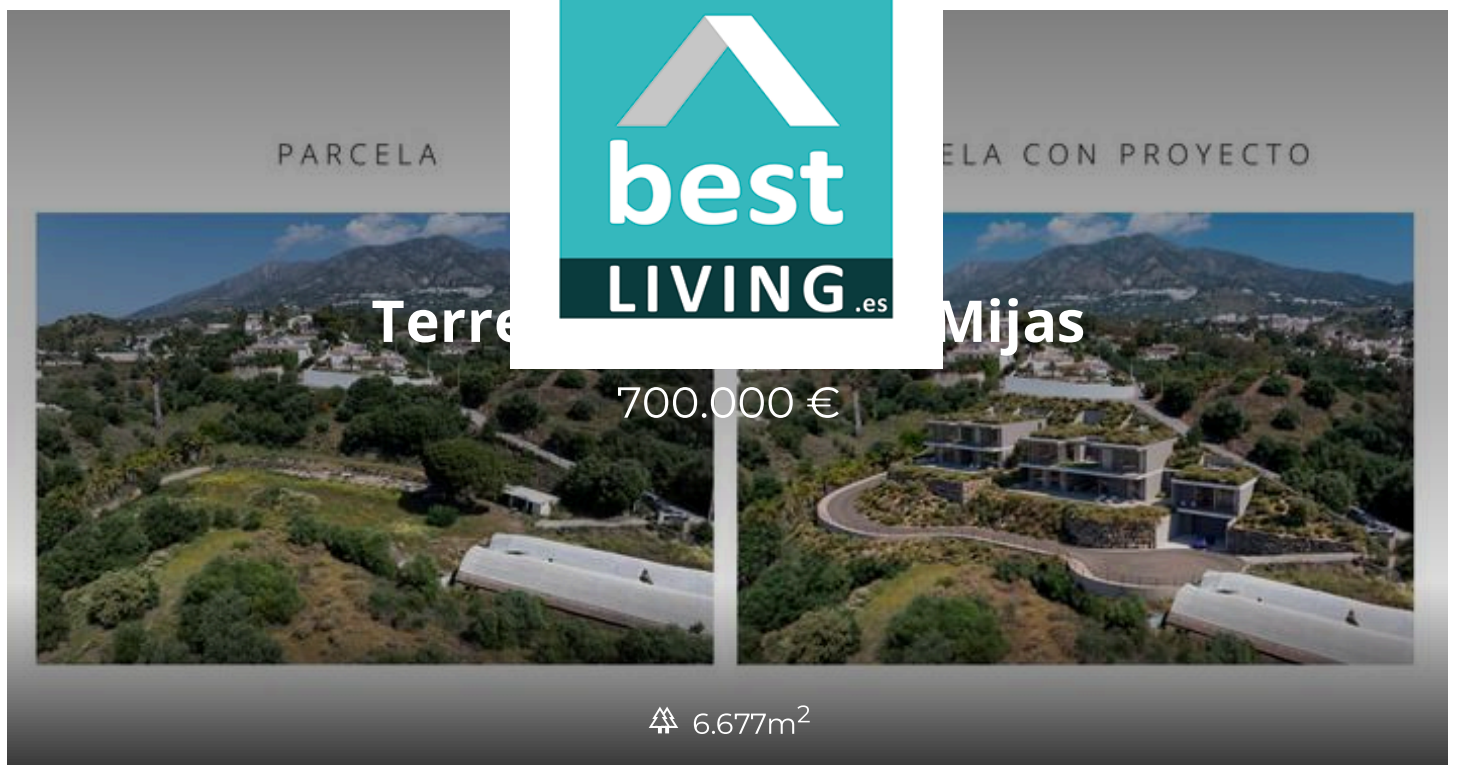 best
LIVING.es
PARCELA
ELA CON PROYECTO
Terre Mijas
700.000 €
6.677m²